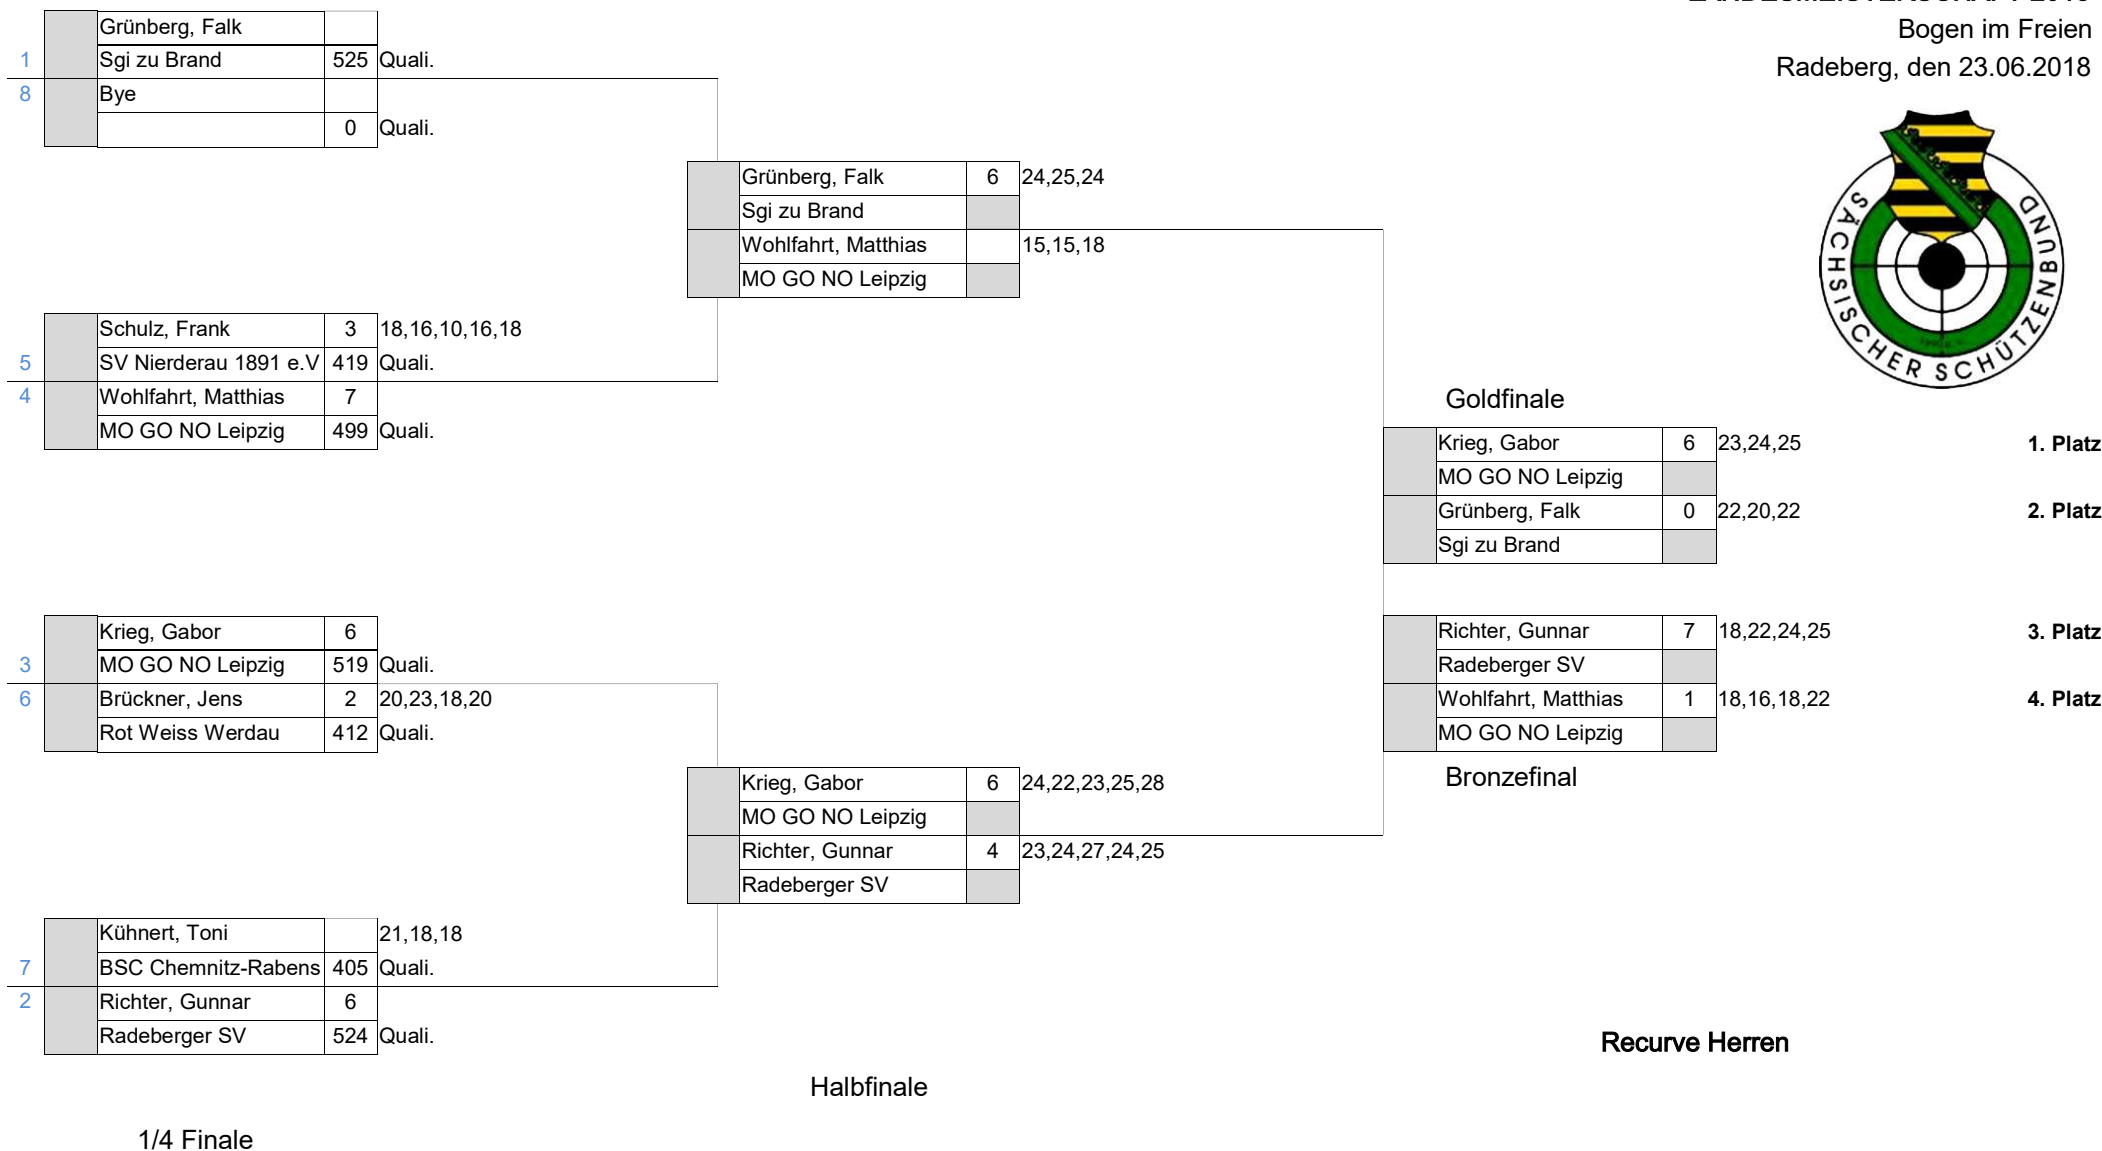 Bogen im Freien
Radeberg, den 23.06.2018
SÄCHSISCHER SCHÜTZENBUND
Grünberg, Falk
1 Sgi zu Brand 525 Quali.
8 Bye
0 Quali.
Schulz, Frank 3 18,16,10,16,18
5 SV Nierderau 1891 e.V 419 Quali.
4 Wohlfahrt, Matthias 7
MO GO NO Leipzig 499 Quali.
Krieg, Gabor 6
3 MO GO NO Leipzig 519 Quali.
6 Brückner, Jens 2 20,23,18,20
Rot Weiss Werdau 412 Quali.
Kühnert, Toni 21,18,18
7 BSC Chemnitz-Rabens 405 Quali.
2 Richter, Gunnar 6
Radeberger SV 524 Quali.
1/4 Finale
Grünberg, Falk 6 24,25,24
Sgi zu Brand
Wohlfahrt, Matthias 15,15,18
MO GO NO Leipzig
Krieg, Gabor 6 24,22,23,25,28
MO GO NO Leipzig
Richter, Gunnar 4 23,24,27,24,25
Radeberger SV
Halbfinale
Goldfinale
Krieg, Gabor 6 23,24,25 1. Platz
MO GO NO Leipzig
Grünberg, Falk 0 22,20,22 2. Platz
Sgi zu Brand
Richter, Gunnar 7 18,22,24,25 3. Platz
Radeberger SV
Wohlfahrt, Matthias 1 18,16,18,22 4. Platz
MO GO NO Leipzig
Bronzefinal
Recurve Herren